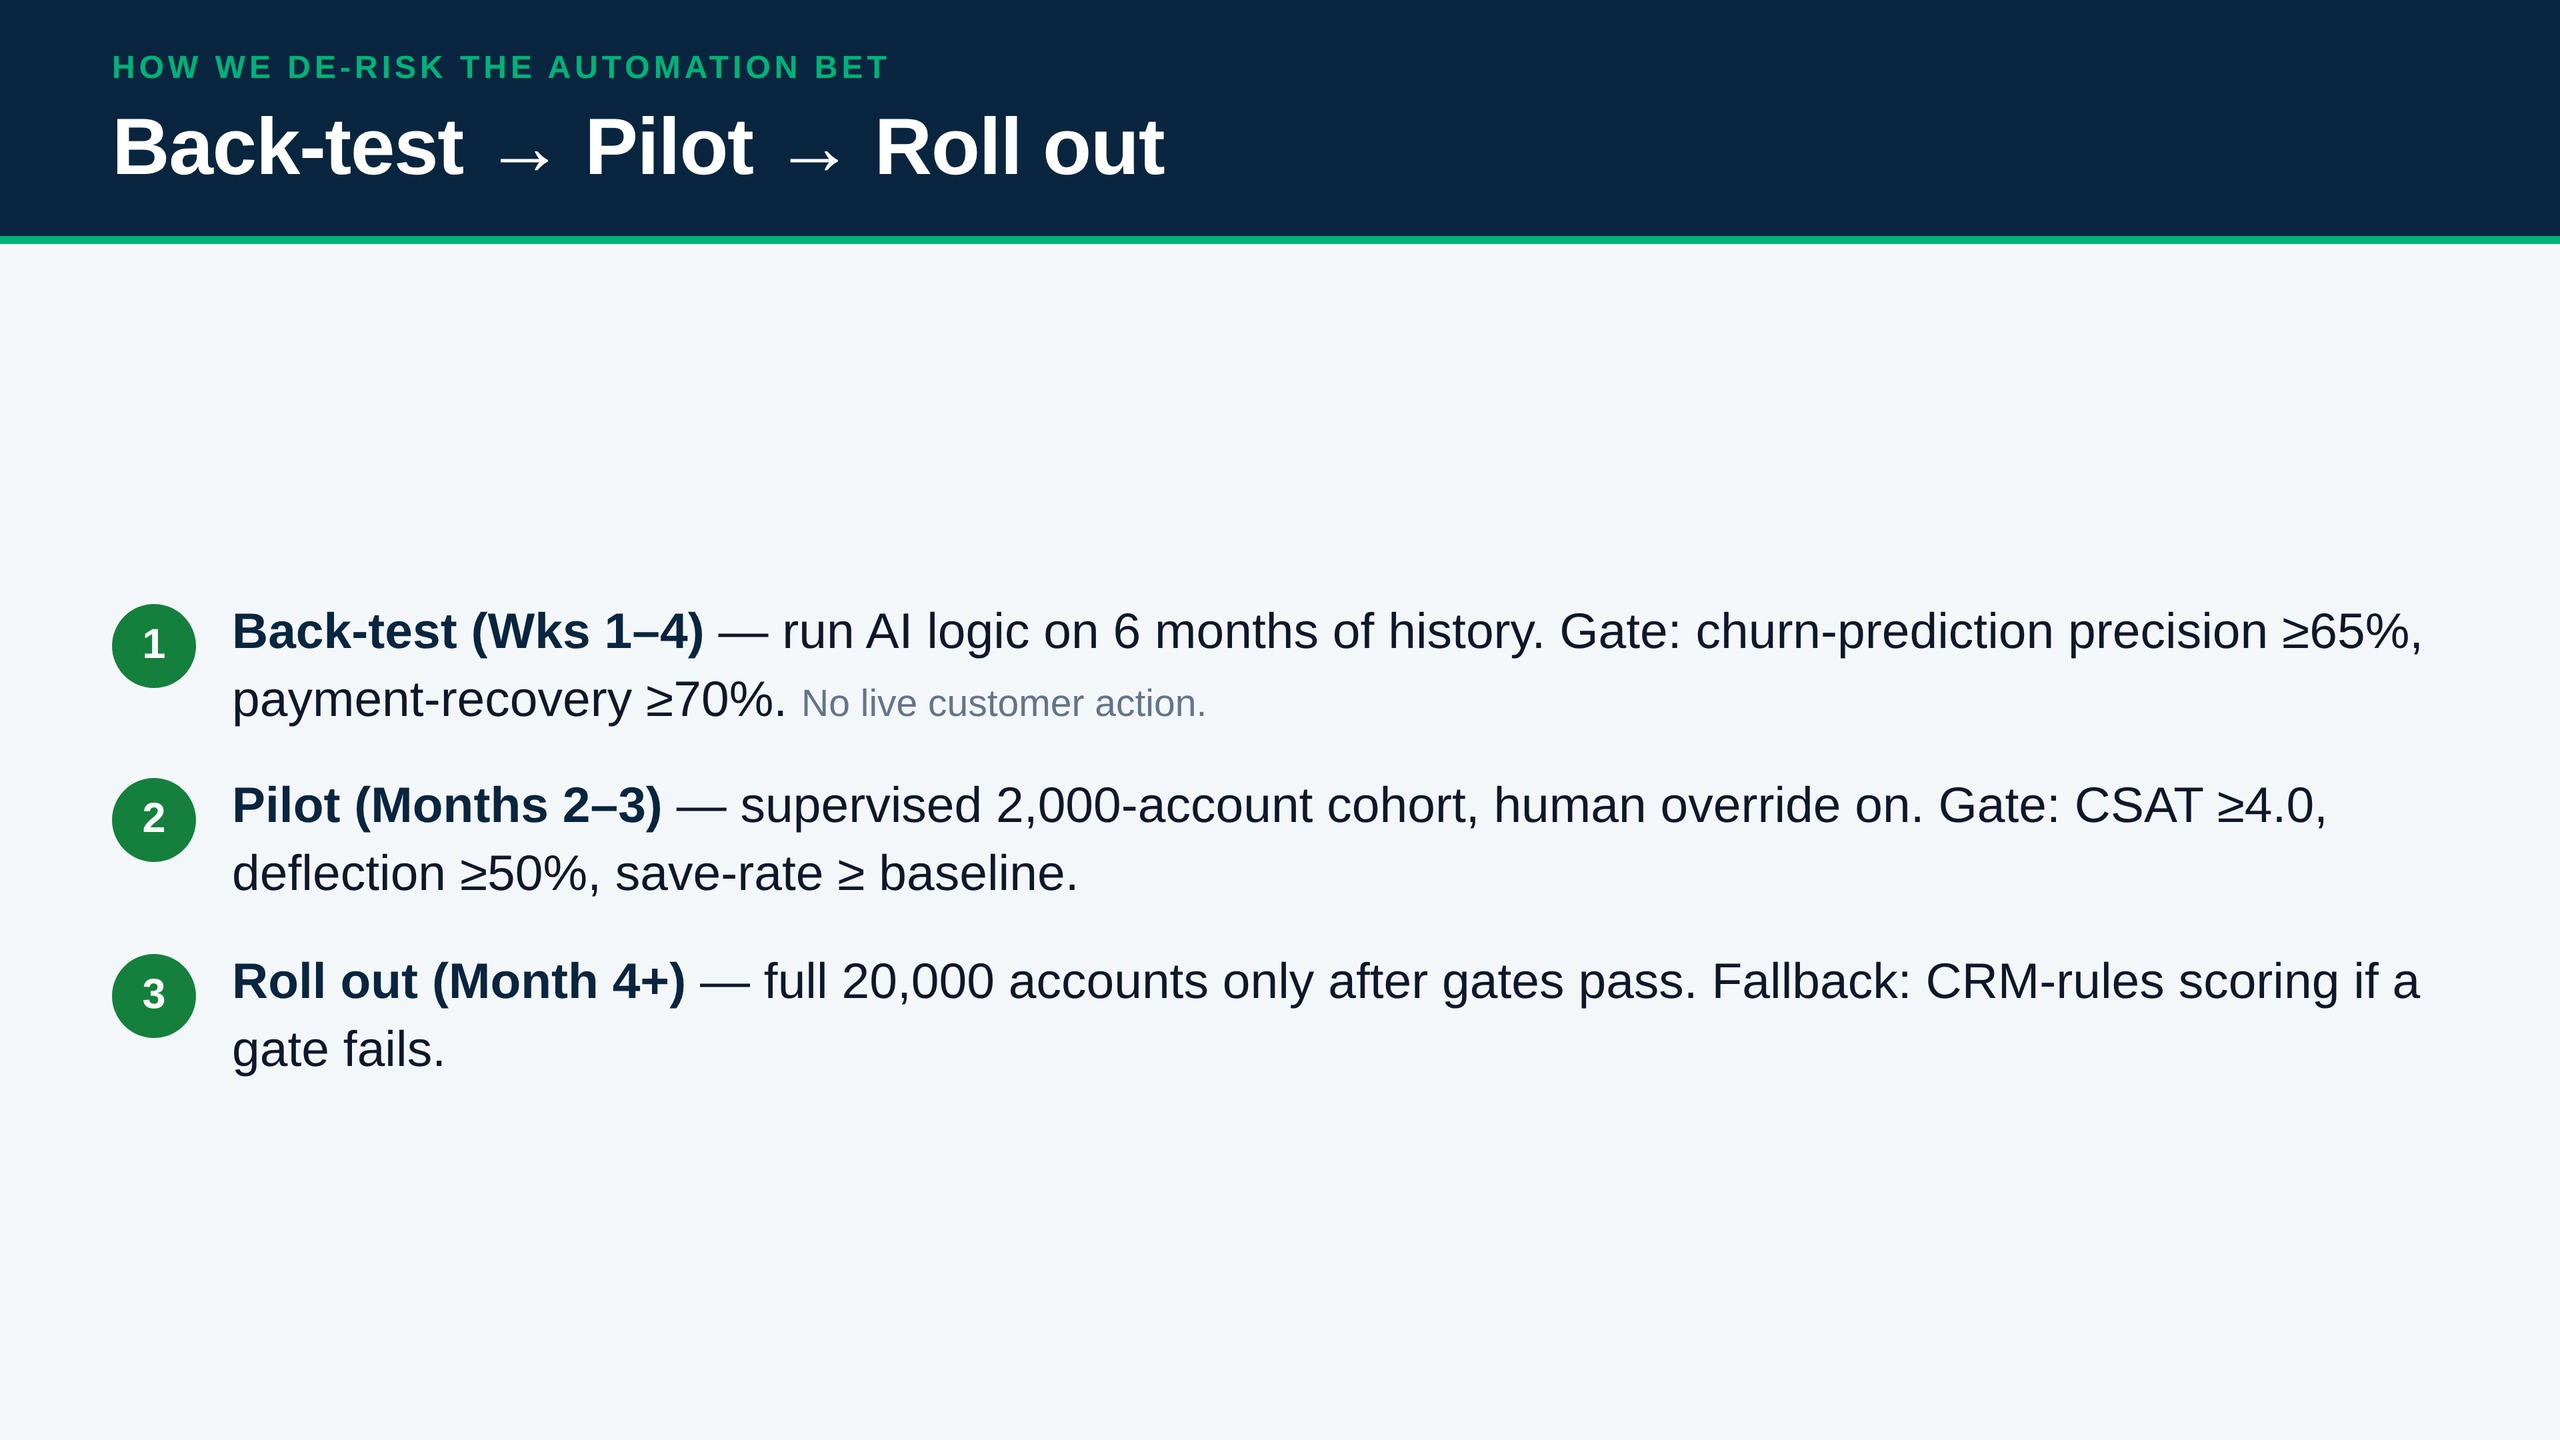 HOW WE DE-RISK THE AUTOMATION BET
Back-test → Pilot → Roll out
1
Back-test (Wks 1–4) — run AI logic on 6 months of history. Gate: churn-prediction precision ≥65%,
payment-recovery ≥70%. No live customer action.
2
Pilot (Months 2–3) — supervised 2,000-account cohort, human override on. Gate: CSAT ≥4.0,
deflection ≥50%, save-rate ≥ baseline.
3
Roll out (Month 4+) — full 20,000 accounts only after gates pass. Fallback: CRM-rules scoring if a
gate fails.